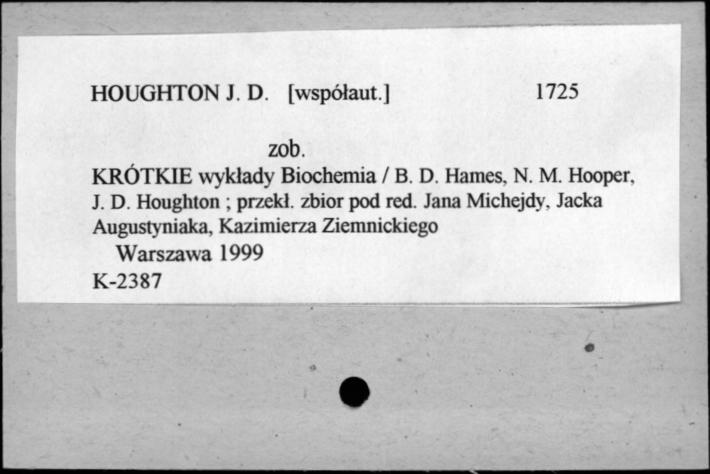 HOUGHTON J. D. [współaut.] 1725
zob.
KRÓTKIE wykłady Biochemia / B. D. Hames, N. M. Hooper,
J. D. Houghton ; przekł. zbior pod red. Jana Michejdy, Jacka
Augustyniaka, Kazimierza Ziemnickiego
Warszawa 1999
K-2387